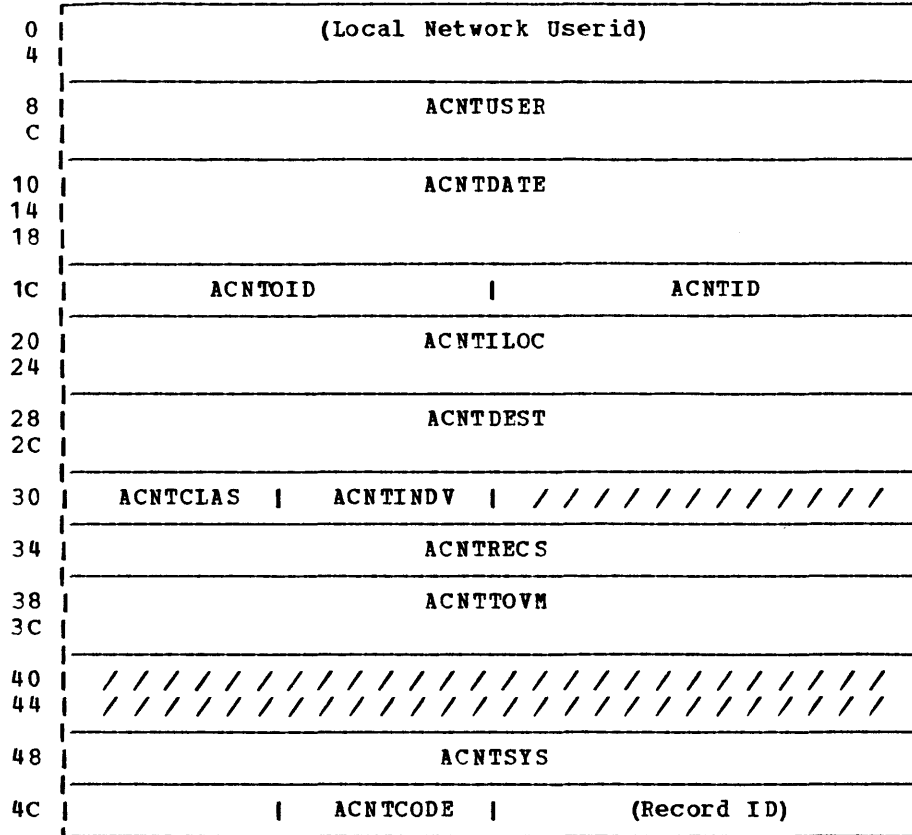 0 | (Local Network Userid)
4 |
8 | ACNTUSER
C |
10 | ACNTDATE
14 |
18 |
1C | ACNTOID | ACNTID
20 | ACNTILOC
24 |
28 | ACNTDEST
2C |
30 | ACNTCLAS | ACNTINDV | / / / / / / / / / / / /
34 | ACNTRECS
38 | ACNTTOVM
3C |
40 | / / / / / / / / / / / / / / / / / / / / / / / / / /
44 | / / / / / / / / / / / / / / / / / / / / / / / / / /
48 | ACNTSYS
4C | | ACNTCODE | (Record ID)